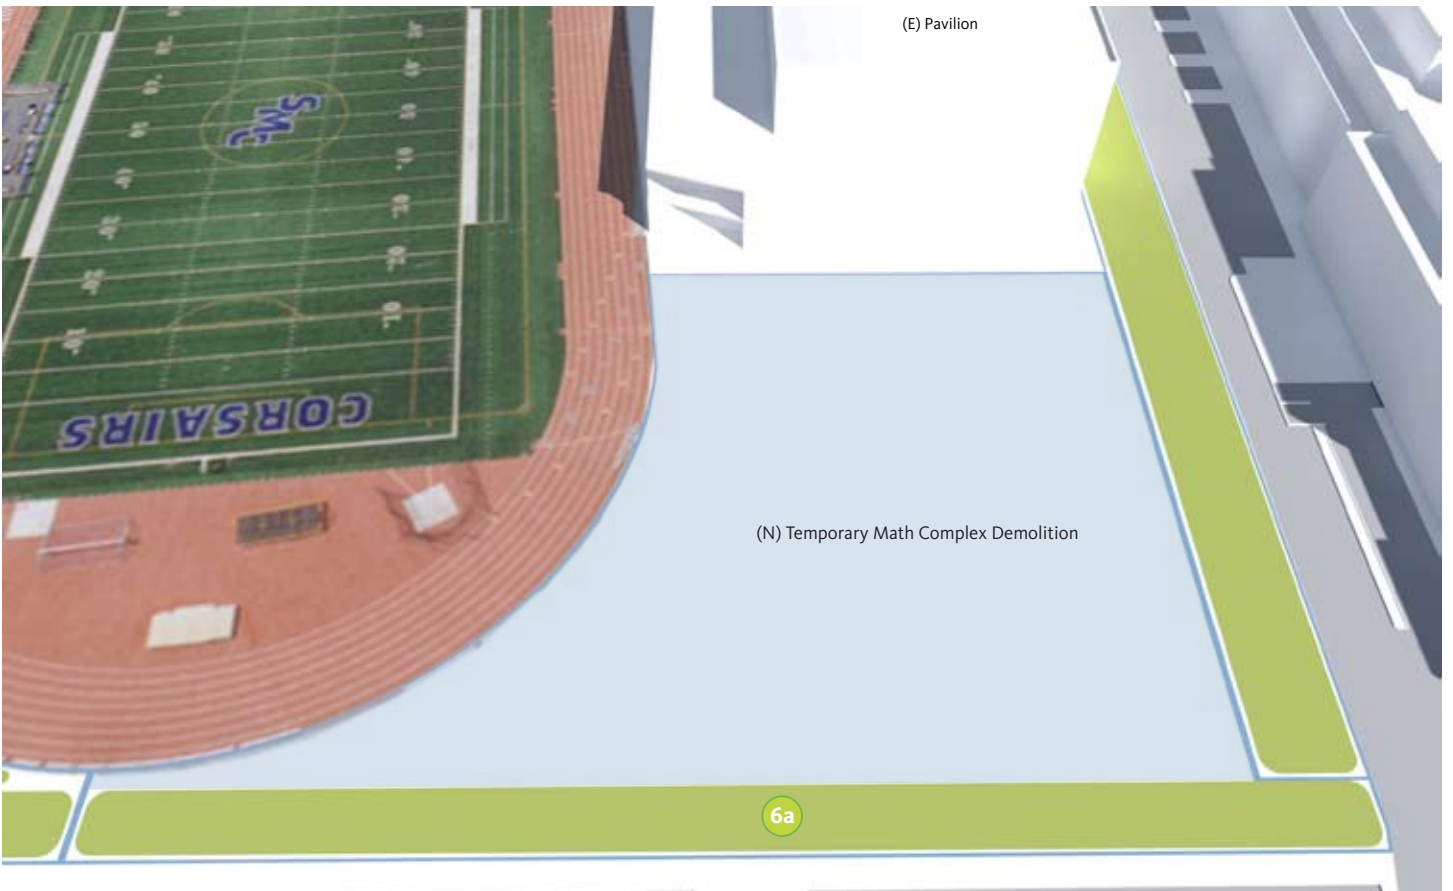 (E) Pavilion
SMC
CORSAIRS
(N) Temporary Math Complex Demolition
6a